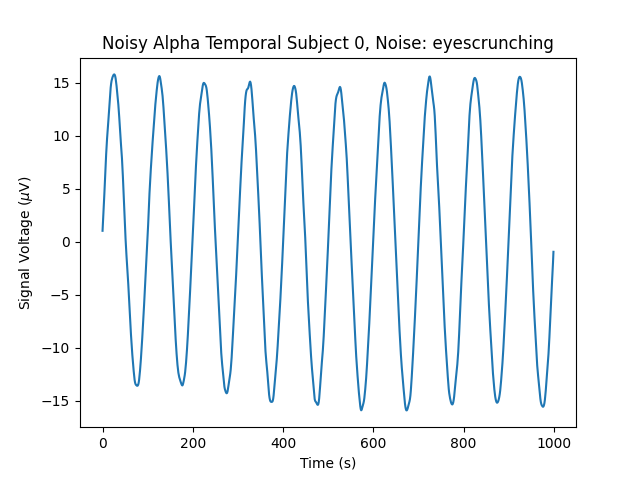 Noisy Alpha Temporal Subject 0, Noise: eyescrunching
15
10
5
0
−5
−10
−15
Signal Voltage (μV)
0 200 400 600 800 1000
Time (s)